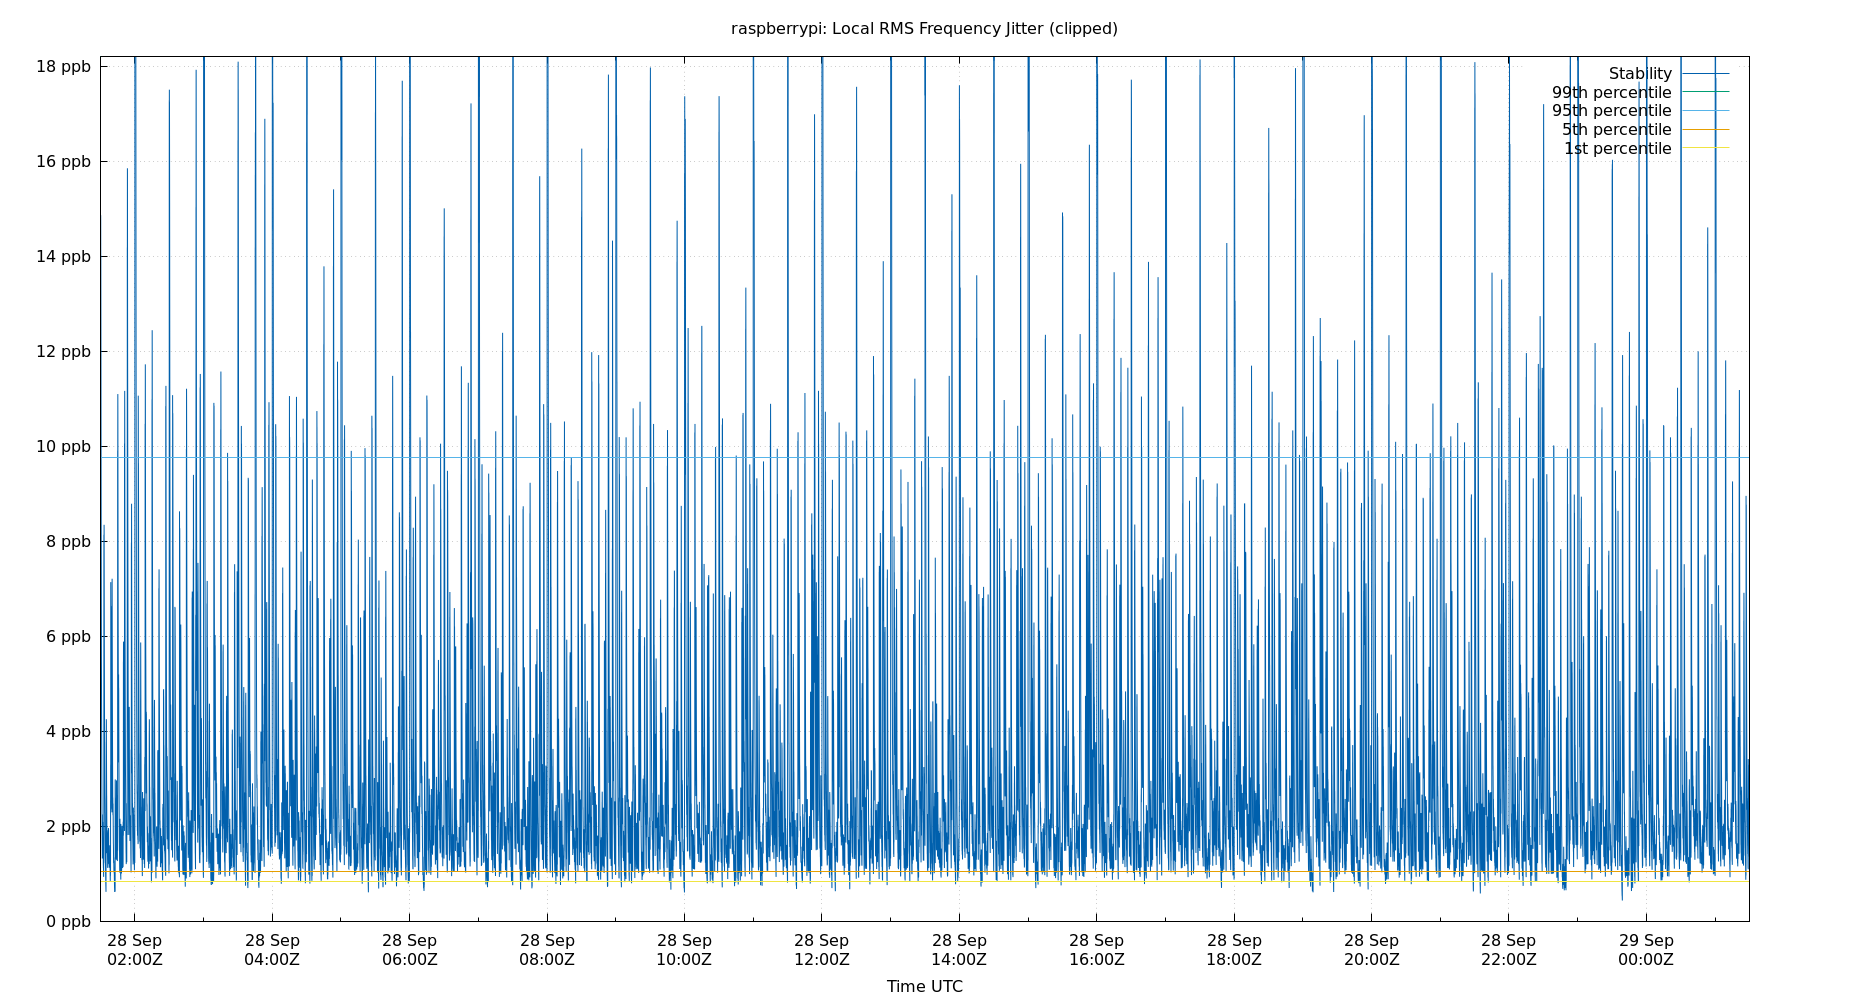 raspberrypi: Local RMS Frequency Jitter (clipped)
18 ppb
16 ppb
14 ppb
12 ppb
10 ppb
8 ppb
6 ppb
4 ppb
2 ppb
0 ppb
Stability
99th percentile
95th percentile
5th percentile
1st percentile
28 Sep 28 Sep 28 Sep 28 Sep 28 Sep 28 Sep 28 Sep 28 Sep 28 Sep 28 Sep 28 Sep 29 Sep
02:00Z 04:00Z 06:00Z 08:00Z 10:00Z 12:00Z 14:00Z 16:00Z 18:00Z 20:00Z 22:00Z 00:00Z
Time UTC